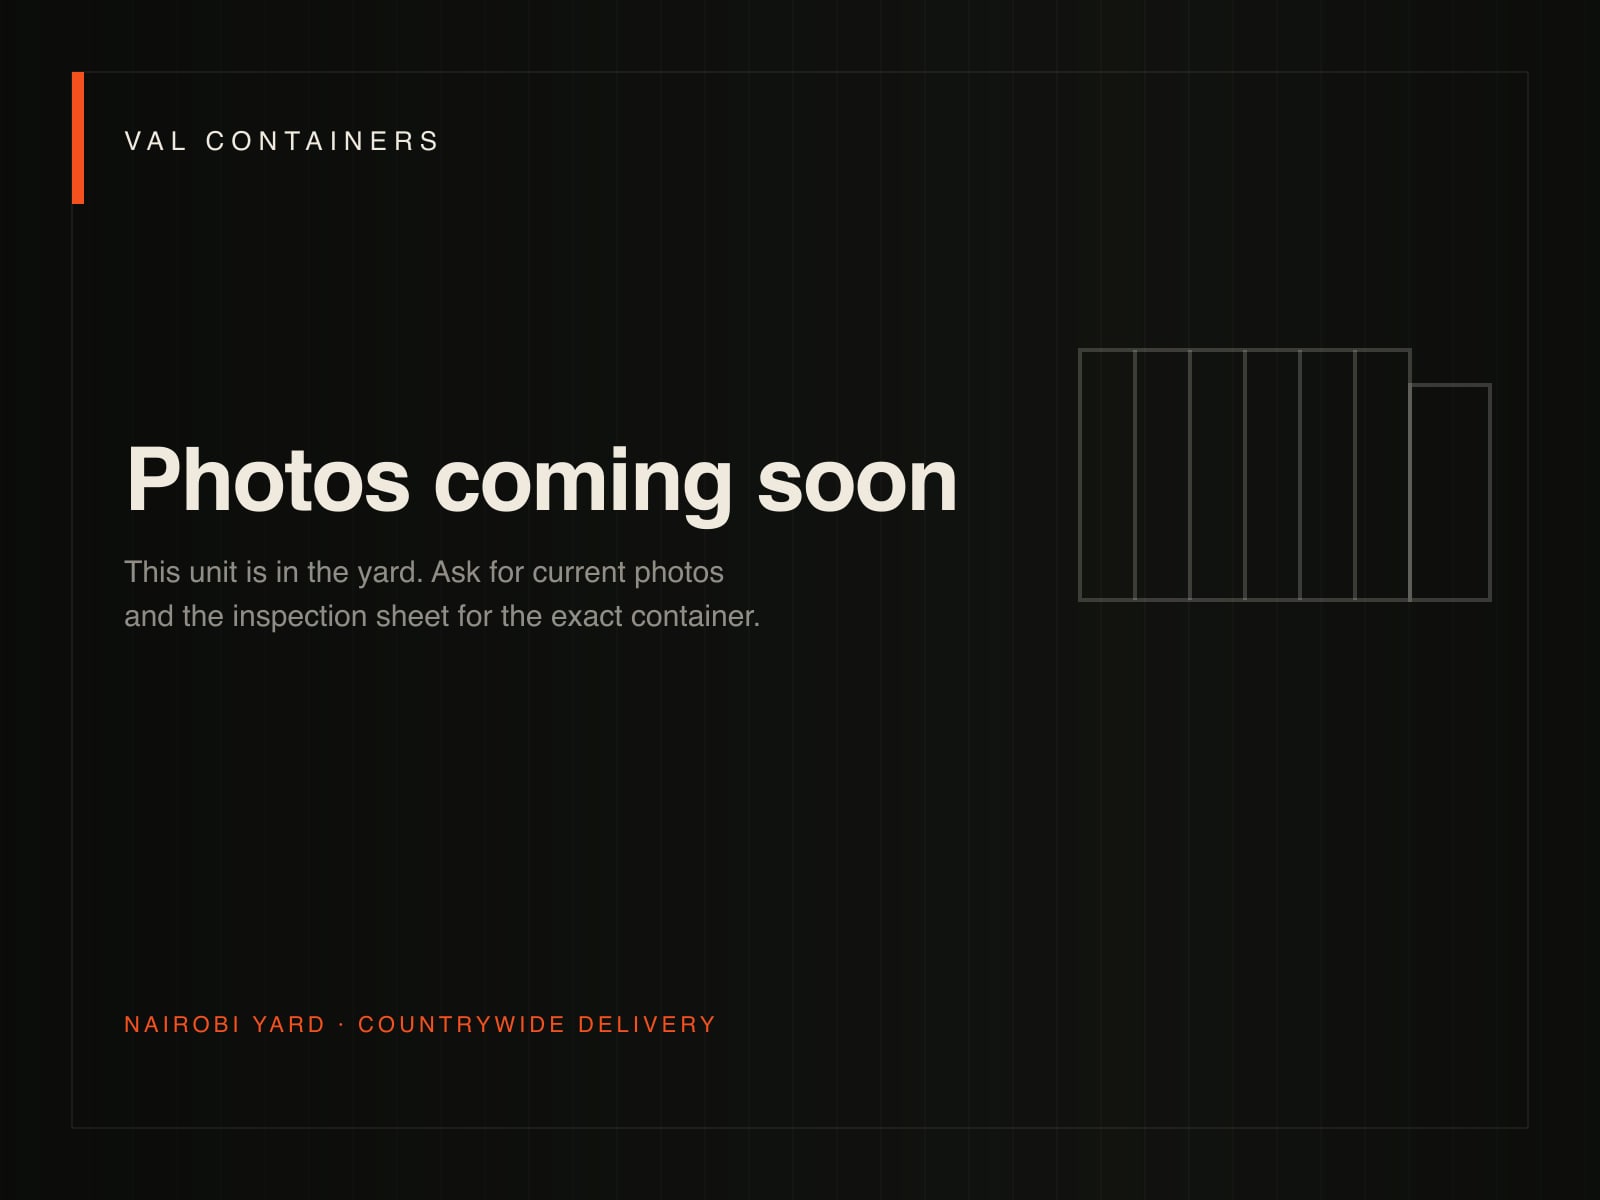 VAL CONTAINERS
Photos coming soon
This unit is in the yard. Ask for current photos
and the inspection sheet for the exact container.
NAIROBI YARD · COUNTRYWIDE DELIVERY